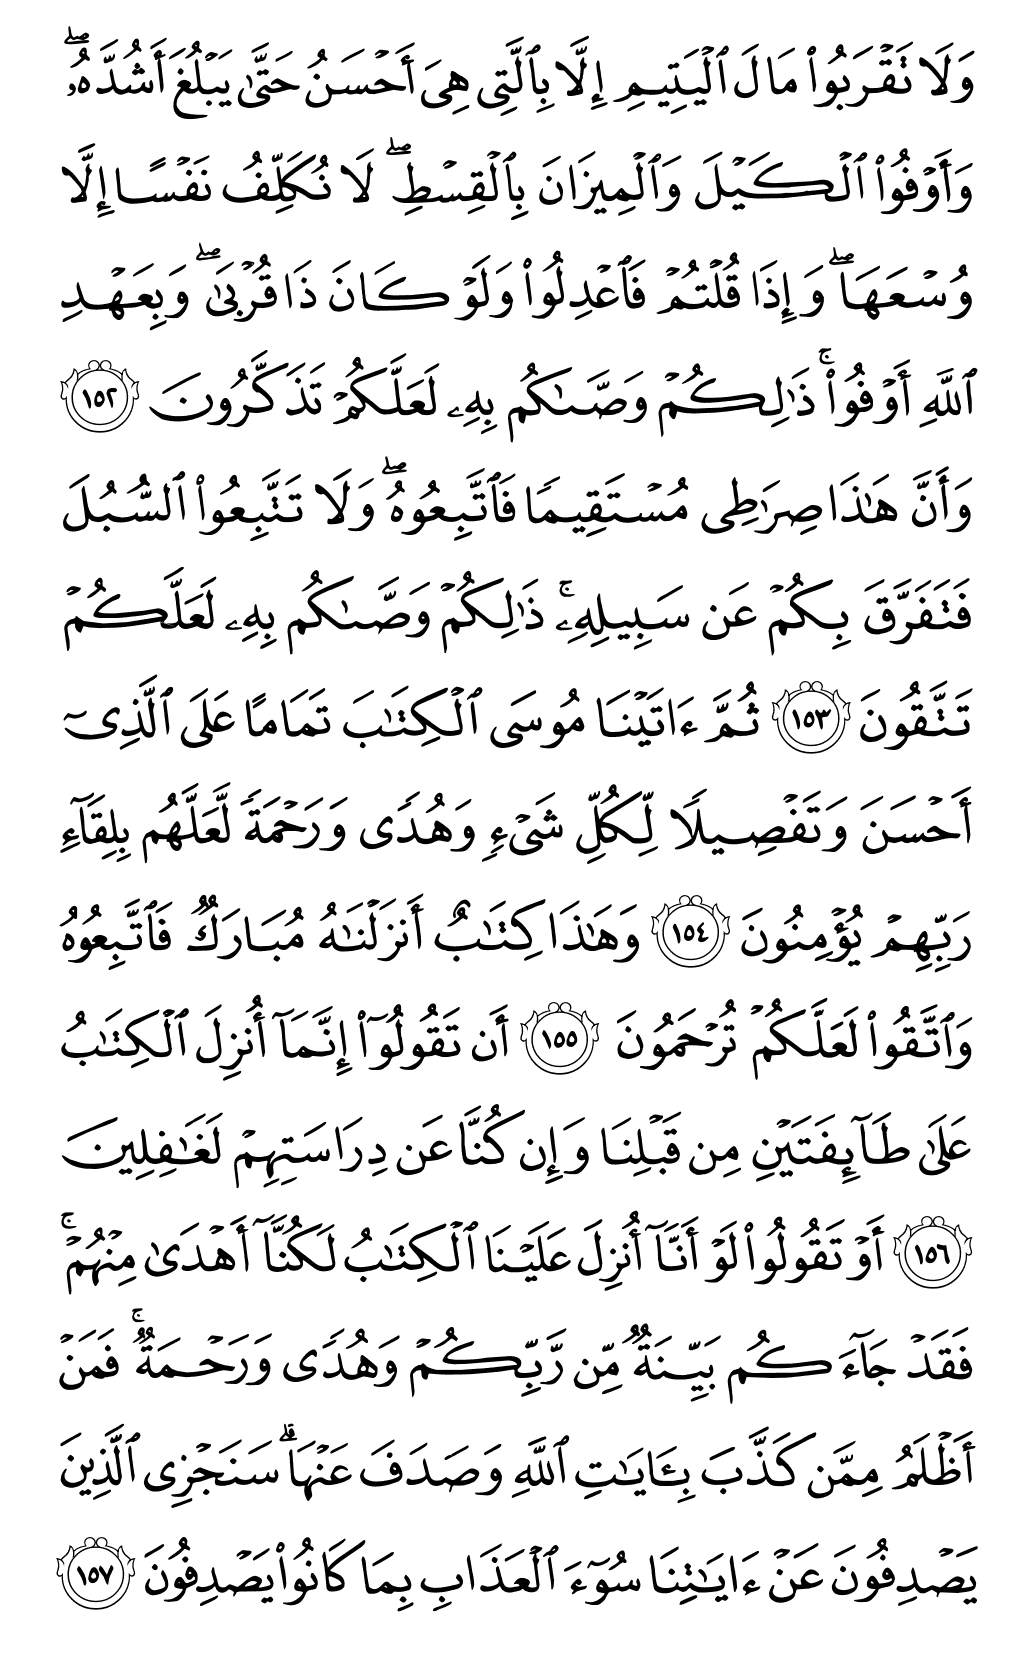 وَلَا تَقۡرَبُواْ مَالَ ٱلۡيَتِيمِ إِلَّا بِٱلَّتِي هِيَ أَحۡسَنُ حَتَّىٰ يَبۡلُغَ أَشُدَّهُۥۖ
وَأَوۡفُواْ ٱلۡكَيۡلَ وَٱلۡمِيزَانَ بِٱلۡقِسۡطِۖ لَا نُكَلِّفُ نَفۡسًا إِلَّا
وُسۡعَهَاۖ وَإِذَا قُلۡتُمۡ فَٱعۡدِلُواْ وَلَوۡ كَانَ ذَا قُرۡبَىٰۖ وَبِعَهۡدِ
ٱللَّهِ أَوۡفُواْۚ ذَٰلِكُمۡ وَصَّىٰكُم بِهِۦ لَعَلَّكُمۡ تَذَكَّرُونَ ١٥٢
وَأَنَّ هَٰذَا صِرَٰطِي مُسۡتَقِيمٗا فَٱتَّبِعُوهُۖ وَلَا تَتَّبِعُواْ ٱلسُّبُلَ
فَتَفَرَّقَ بِكُمۡ عَن سَبِيلِهِۦۚ ذَٰلِكُمۡ وَصَّىٰكُم بِهِۦ لَعَلَّكُمۡ
تَتَّقُونَ ١٥٣ ثُمَّ ءَاتَيۡنَا مُوسَى ٱلۡكِتَٰبَ تَمَامًا عَلَى ٱلَّذِيٓ
أَحۡسَنَ وَتَفۡصِيلٗا لِّكُلِّ شَيۡءٖ وَهُدٗى وَرَحۡمَةٗ لَّعَلَّهُم بِلِقَآءِ
رَبِّهِمۡ يُؤۡمِنُونَ ١٥٤ وَهَٰذَا كِتَٰبٌ أَنزَلۡنَٰهُ مُبَارَكٞ فَٱتَّبِعُوهُ
وَٱتَّقُواْ لَعَلَّكُمۡ تُرۡحَمُونَ ١٥٥ أَن تَقُولُوٓاْ إِنَّمَآ أُنزِلَ ٱلۡكِتَٰبُ
عَلَىٰ طَآئِفَتَيۡنِ مِن قَبۡلِنَا وَإِن كُنَّا عَن دِرَاسَتِهِمۡ لَغَٰفِلِينَ
١٥٦ أَوۡ تَقُولُواْ لَوۡ أَنَّآ أُنزِلَ عَلَيۡنَا ٱلۡكِتَٰبُ لَكُنَّآ أَهۡدَىٰ مِنۡهُمۡۚ
فَقَدۡ جَآءَكُم بَيِّنَةٞ مِّن رَّبِّكُمۡ وَهُدٗى وَرَحۡمَةٞۚ فَمَنۡ
أَظۡلَمُ مِمَّن كَذَّبَ بِـَٔايَٰتِ ٱللَّهِ وَصَدَفَ عَنۡهَاۗ سَنَجۡزِي ٱلَّذِينَ
يَصۡدِفُونَ عَنۡ ءَايَٰتِنَا سُوٓءَ ٱلۡعَذَابِ بِمَا كَانُواْ يَصۡدِفُونَ ١٥٧